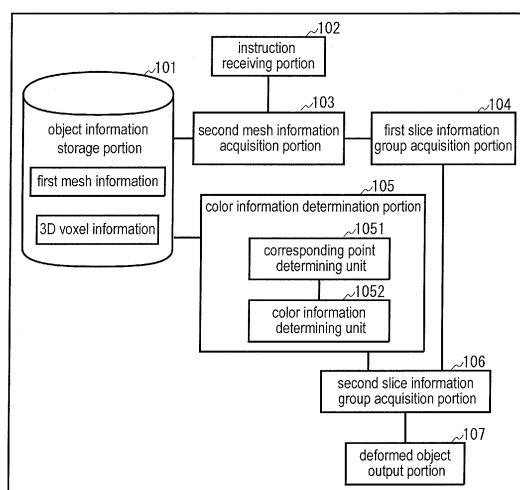 102
instruction
receiving portion
101
object information
storage portion
first mesh information
3D voxel information
103
second mesh information
acquisition portion
104
first slice information
group acquisition portion
105
color information determination portion
1051
corresponding point
determining unit
1052
color information
determining unit
106
second slice information
group acquisition portion
107
deformed object
output portion